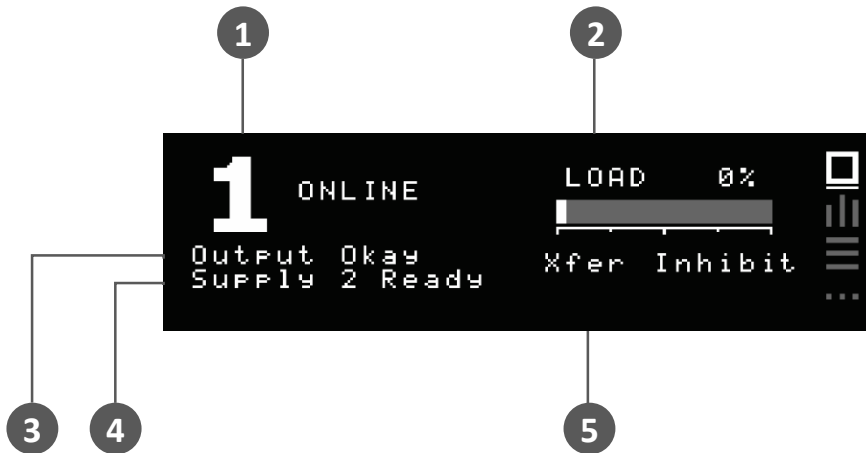 1
2
1 ONLINE
LOAD 0%
Output Okay
Supply 2 Ready
Xfer Inhibit
3
4
5